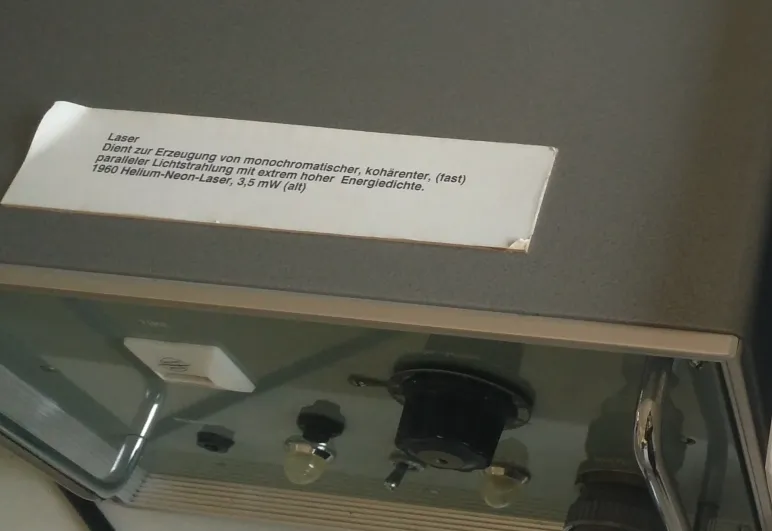 Laser
Dient zur Erzeugung von monochromatischer, kohärenter, (fast)
paralleler Lichtstrahlung mit extrem hoher Energiedichte.
1960 Helium-Neon-Laser, 3,5 mW (alt)